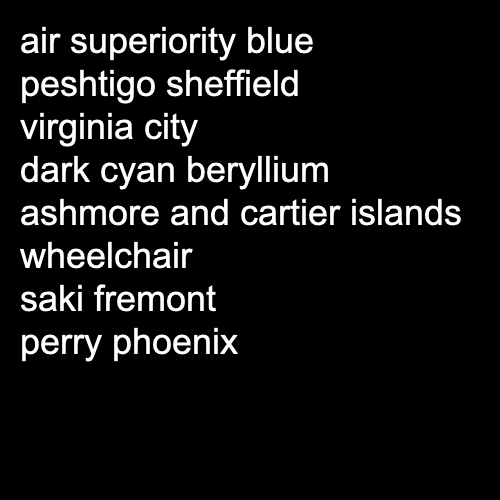 air superiority blue
peshtigo sheffield
virginia city
dark cyan beryllium
ashmore and cartier islands
wheelchair
saki fremont
perry phoenix